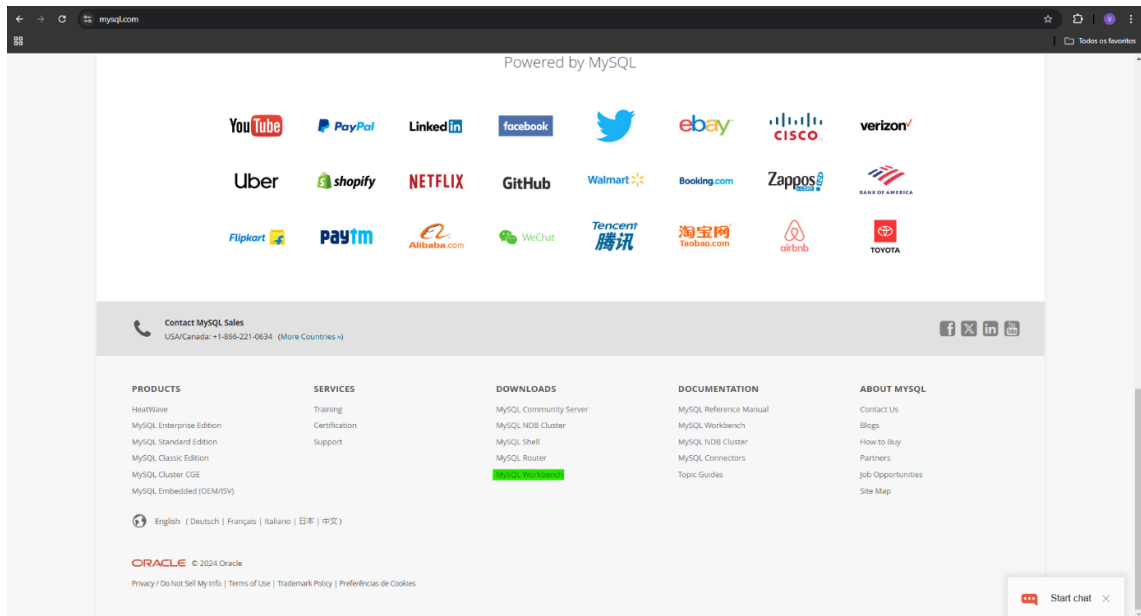 mysql.com
Todos os favoritos
Powered by MySQL
YouTube PayPal LinkedIn facebook ebay CISCO verizon
Uber shopify NETFLIX GitHub Walmart Booking.com Zappos.com BANK OF AMERICA
Flipkart paytm Alibaba.com WeChat Tencent 腾讯 淘宝网 Taobao.com airbnb TOYOTA
Contact MySQL Sales
USA/Canada: +1-866-221-0634 (More Countries »)
PRODUCTS
HeatWave
MySQL Enterprise Edition
MySQL Standard Edition
MySQL Classic Edition
MySQL Cluster CGE
MySQL Embedded (OEM/ISV)
SERVICES
Training
Certification
Support
DOWNLOADS
MySQL Community Server
MySQL NDB Cluster
MySQL Shell
MySQL Router
MySQL Workbench
DOCUMENTATION
MySQL Reference Manual
MySQL Workbench
MySQL NDB Cluster
MySQL Connectors
Topic Guides
ABOUT MYSQL
Contact Us
Blogs
How to Buy
Partners
Job Opportunities
Site Map
English ( Deutsch | Français | Italiano | 日本 | 中文 )
ORACLE © 2024 Oracle
Privacy / Do Not Sell My Info | Terms of Use | Trademark Policy | Preferências de Cookies
Start chat